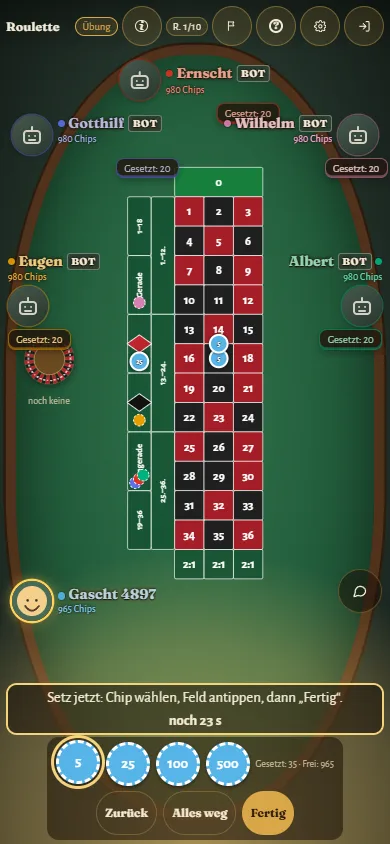 Roulette Übung R. 1/10
Ernscht BOT
980 Chips
Gotthilf BOT
980 Chips
Gesetzt: 20
Wilhelm BOT
980 Chips
Gesetzt: 20
Gesetzt: 20
Eugen BOT
980 Chips
Gesetzt: 20
noch keine
Albert BOT
980 Chips
Gesetzt: 20
0
1 2 3
4 5 6
7 8 9
10 11 12
13 14 15
16 18
19 20 21
22 23 24
25 26 27
28 29 30
31 32 33
34 35 36
2:1 2:1 2:1
1–18
Gerade
19–36
1.–12.
13.–24.
25.–36.
25
5
5
Gascht 4897
965 Chips
Setz jetzt: Chip wählen, Feld antippen, dann „Fertig“.
noch 23 s
5 25 100 500 Gesetzt: 35 · Frei: 965
Zurück Alles weg Fertig